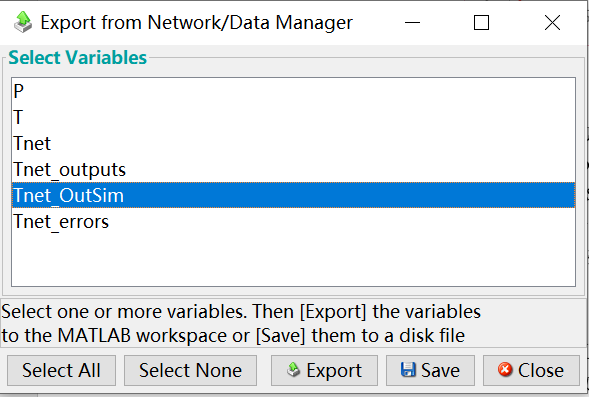 Export from Network/Data Manager
Select Variables
P
T
Tnet
Tnet_outputs
Tnet_OutSim
Tnet_errors
Select one or more variables. Then [Export] the variables
to the MATLAB workspace or [Save] them to a disk file
Select All Select None Export Save Close